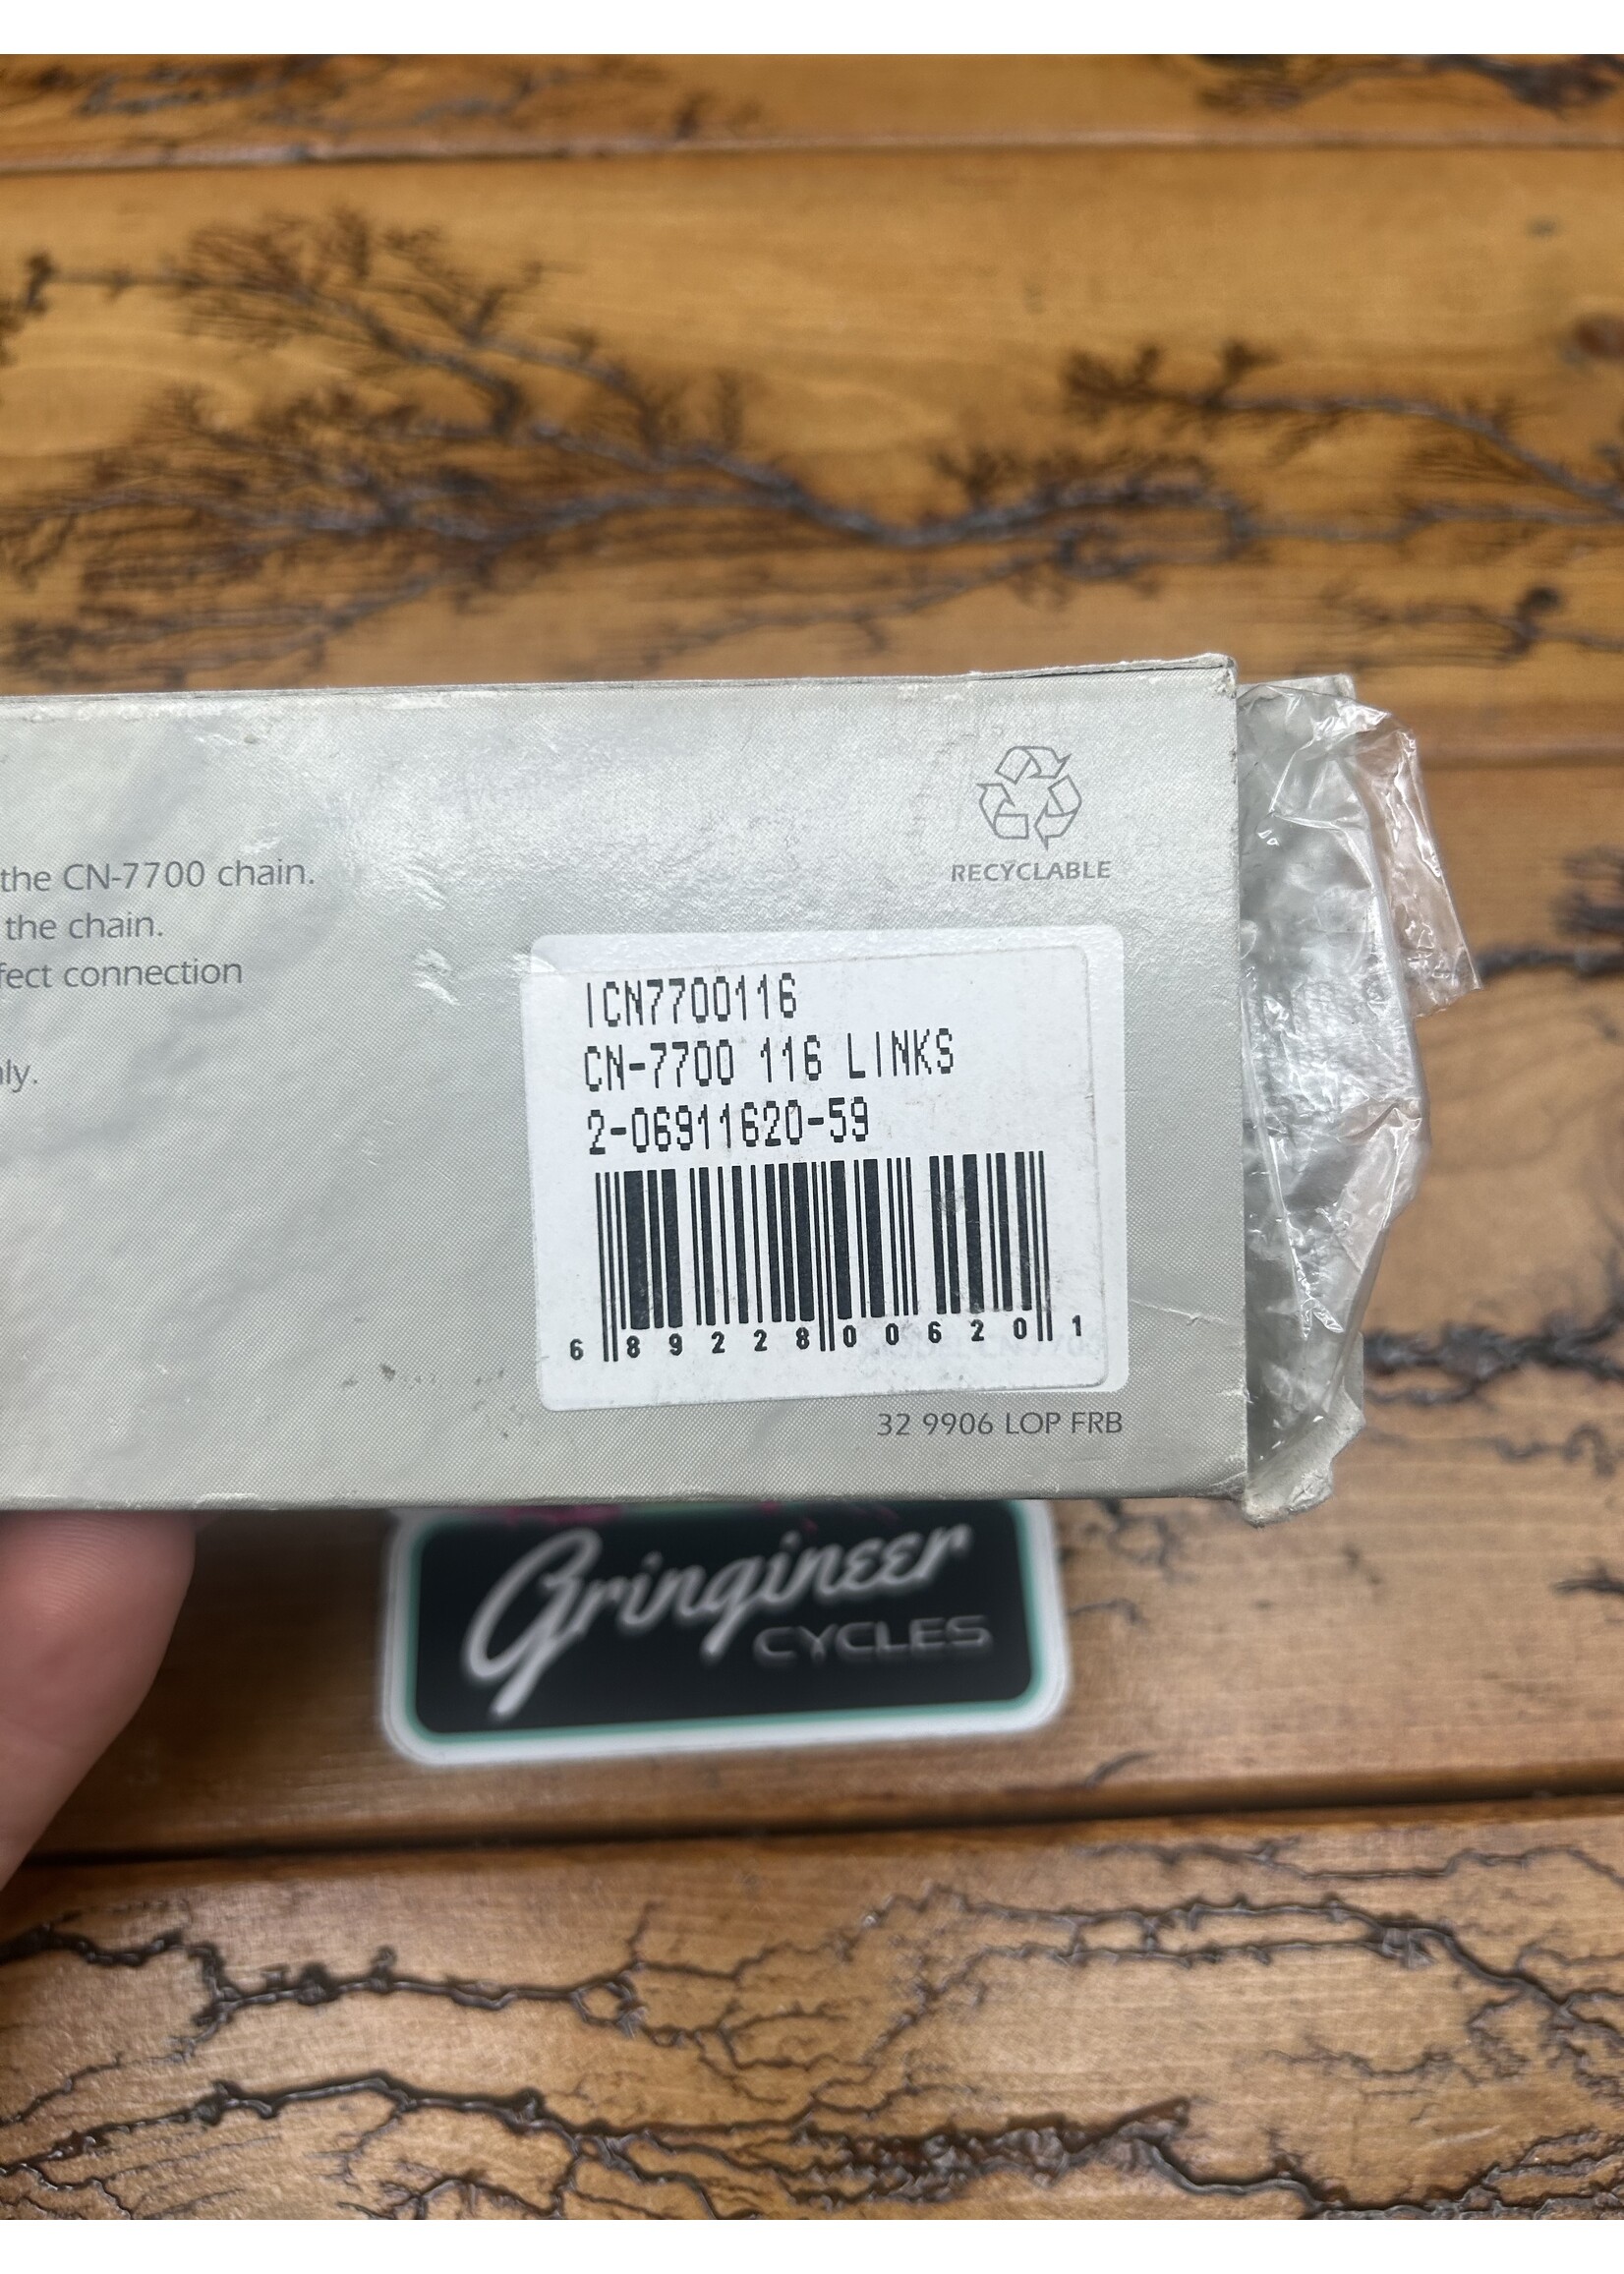 the CN-7700 chain.
the chain.
fect connection
nly.
RECYCLABLE
ICN7700116
CN-7700 116 LINKS
2-06911620-59
6 89228 00620 1
32 9906 LOP FRB
Gringineer
CYCLES